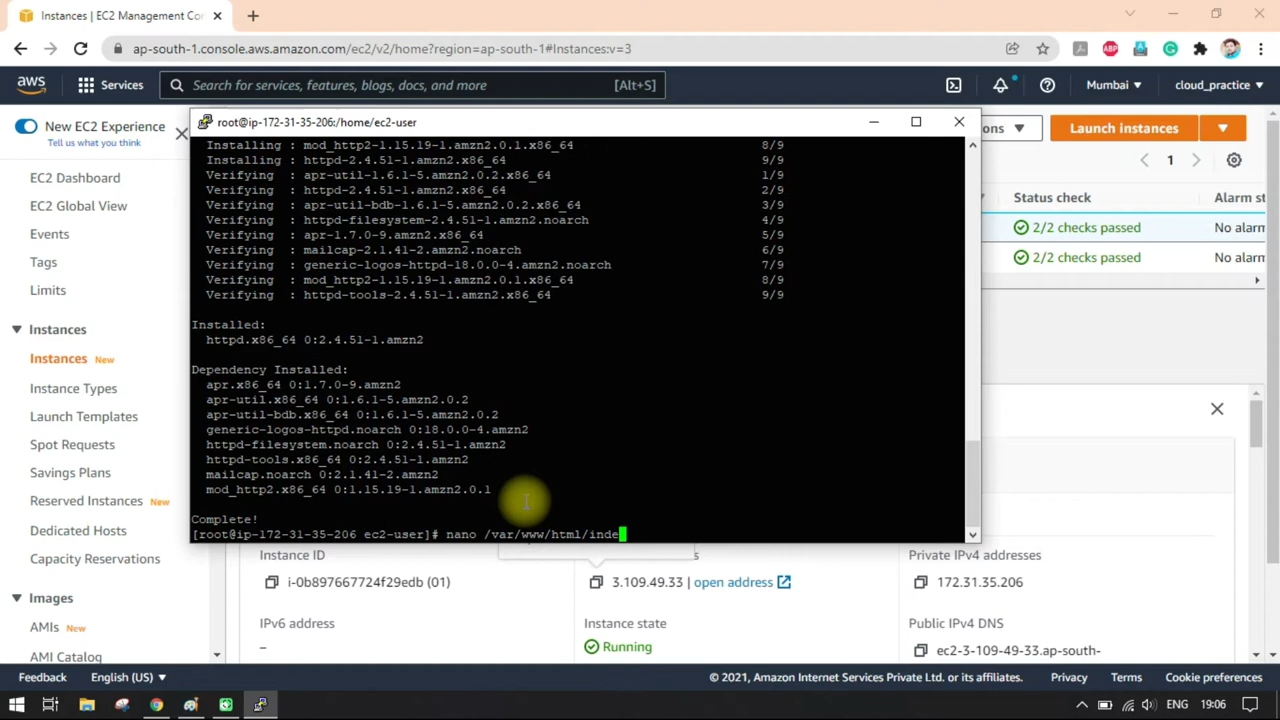 Instances | EC2 Management Con
ap-south-1.console.aws.amazon.com/ec2/v2/home?region=ap-south-1#Instances:v=3
ABP
aws
Services
Search for services, features, blogs, docs, and more
[Alt+S]
Mumbai
cloud_practice
New EC2 Experience
Tell us what you think
root@ip-172-31-35-206:/home/ec2-user
ons
Launch instances
1
EC2 Dashboard
EC2 Global View
Events
Tags
Limits
Instances
Instances New
Instance Types
Launch Templates
Spot Requests
Savings Plans
Reserved Instances New
Dedicated Hosts
Images
AMIs New
AMI Catalog
Installing : mod_http2-1.15.19-1.amzn2.0.1.x86_64 8/9
Installing : httpd-2.4.51-1.amzn2.x86_64 9/9
Verifying : apr-util-1.6.1-5.amzn2.0.2.x86_64 1/9
Verifying : httpd-2.4.51-1.amzn2.x86_64 2/9
Verifying : apr-util-bdb-1.6.1-5.amzn2.0.2.x86_64 3/9
Verifying : httpd-filesystem-2.4.51-1.amzn2.noarch 4/9
Verifying : apr-1.7.0-9.amzn2.x86_64 5/9
Verifying : mailcap-2.1.41-2.amzn2.noarch 6/9
Verifying : generic-logos-httpd-18.0.0-4.amzn2.noarch 7/9
Verifying : mod_http2-1.15.19-1.amzn2.0.1.x86_64 8/9
Verifying : httpd-tools-2.4.51-1.amzn2.x86_64 9/9
Installed:
httpd.x86_64 0:2.4.51-1.amzn2
Dependency Installed:
apr.x86_64 0:1.7.0-9.amzn2
apr-util.x86_64 0:1.6.1-5.amzn2.0.2
apr-util-bdb.x86_64 0:1.6.1-5.amzn2.0.2
generic-logos-httpd.noarch 0:18.0.0-4.amzn2
httpd-filesystem.noarch 0:2.4.51-1.amzn2
httpd-tools.x86_64 0:2.4.51-1.amzn2
mailcap.noarch 0:2.1.41-2.amzn2
mod_http2.x86_64 0:1.15.19-1.amzn2.0.1
Complete!
[root@ip-172-31-35-206 ec2-user]# nano /var/www/html/inde
Status check
Alarm st
2/2 checks passed
No alarm
2/2 checks passed
No alarm
Instance ID
s
Private IPv4 addresses
i-0b897667724f29edb (01)
3.109.49.33 | open address
172.31.35.206
IPv6 address
Instance state
Public IPv4 DNS
–
Running
ec2-3-109-49-33.ap-south-
Feedback
English (US)
© 2021, Amazon Internet Services Private Ltd. or its affiliates.
Privacy
Terms
Cookie preferences
ENG
19:06